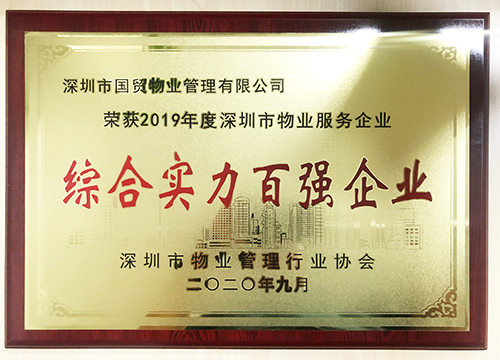 深圳市国贸物业管理有限公司
荣获2019年度深圳市物业服务企业
综合实力百强企业
深圳市物业管理行业协会
二〇二〇年九月